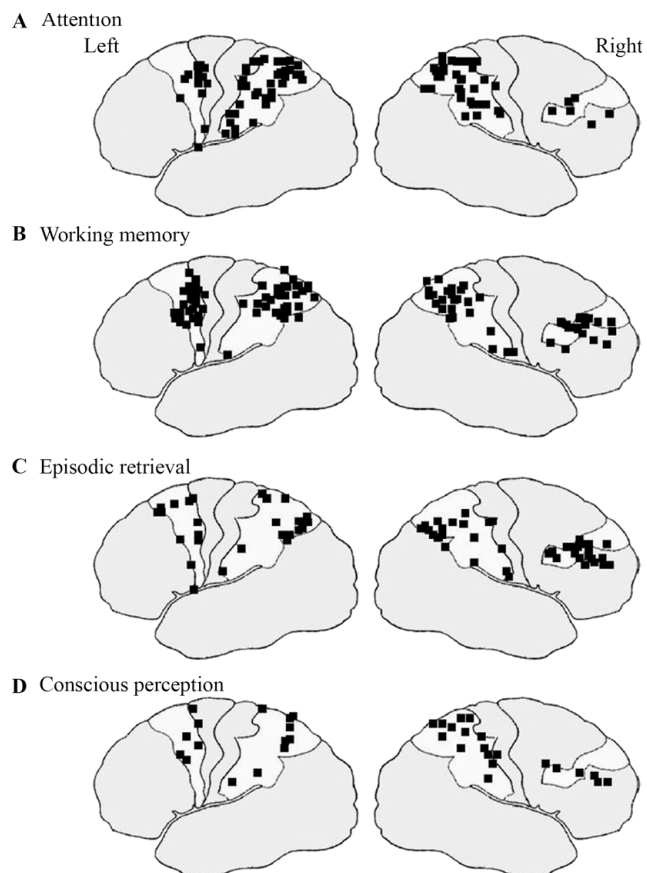 A Attention
Left Right
B Working memory
C Episodic retrieval
D Conscious perception